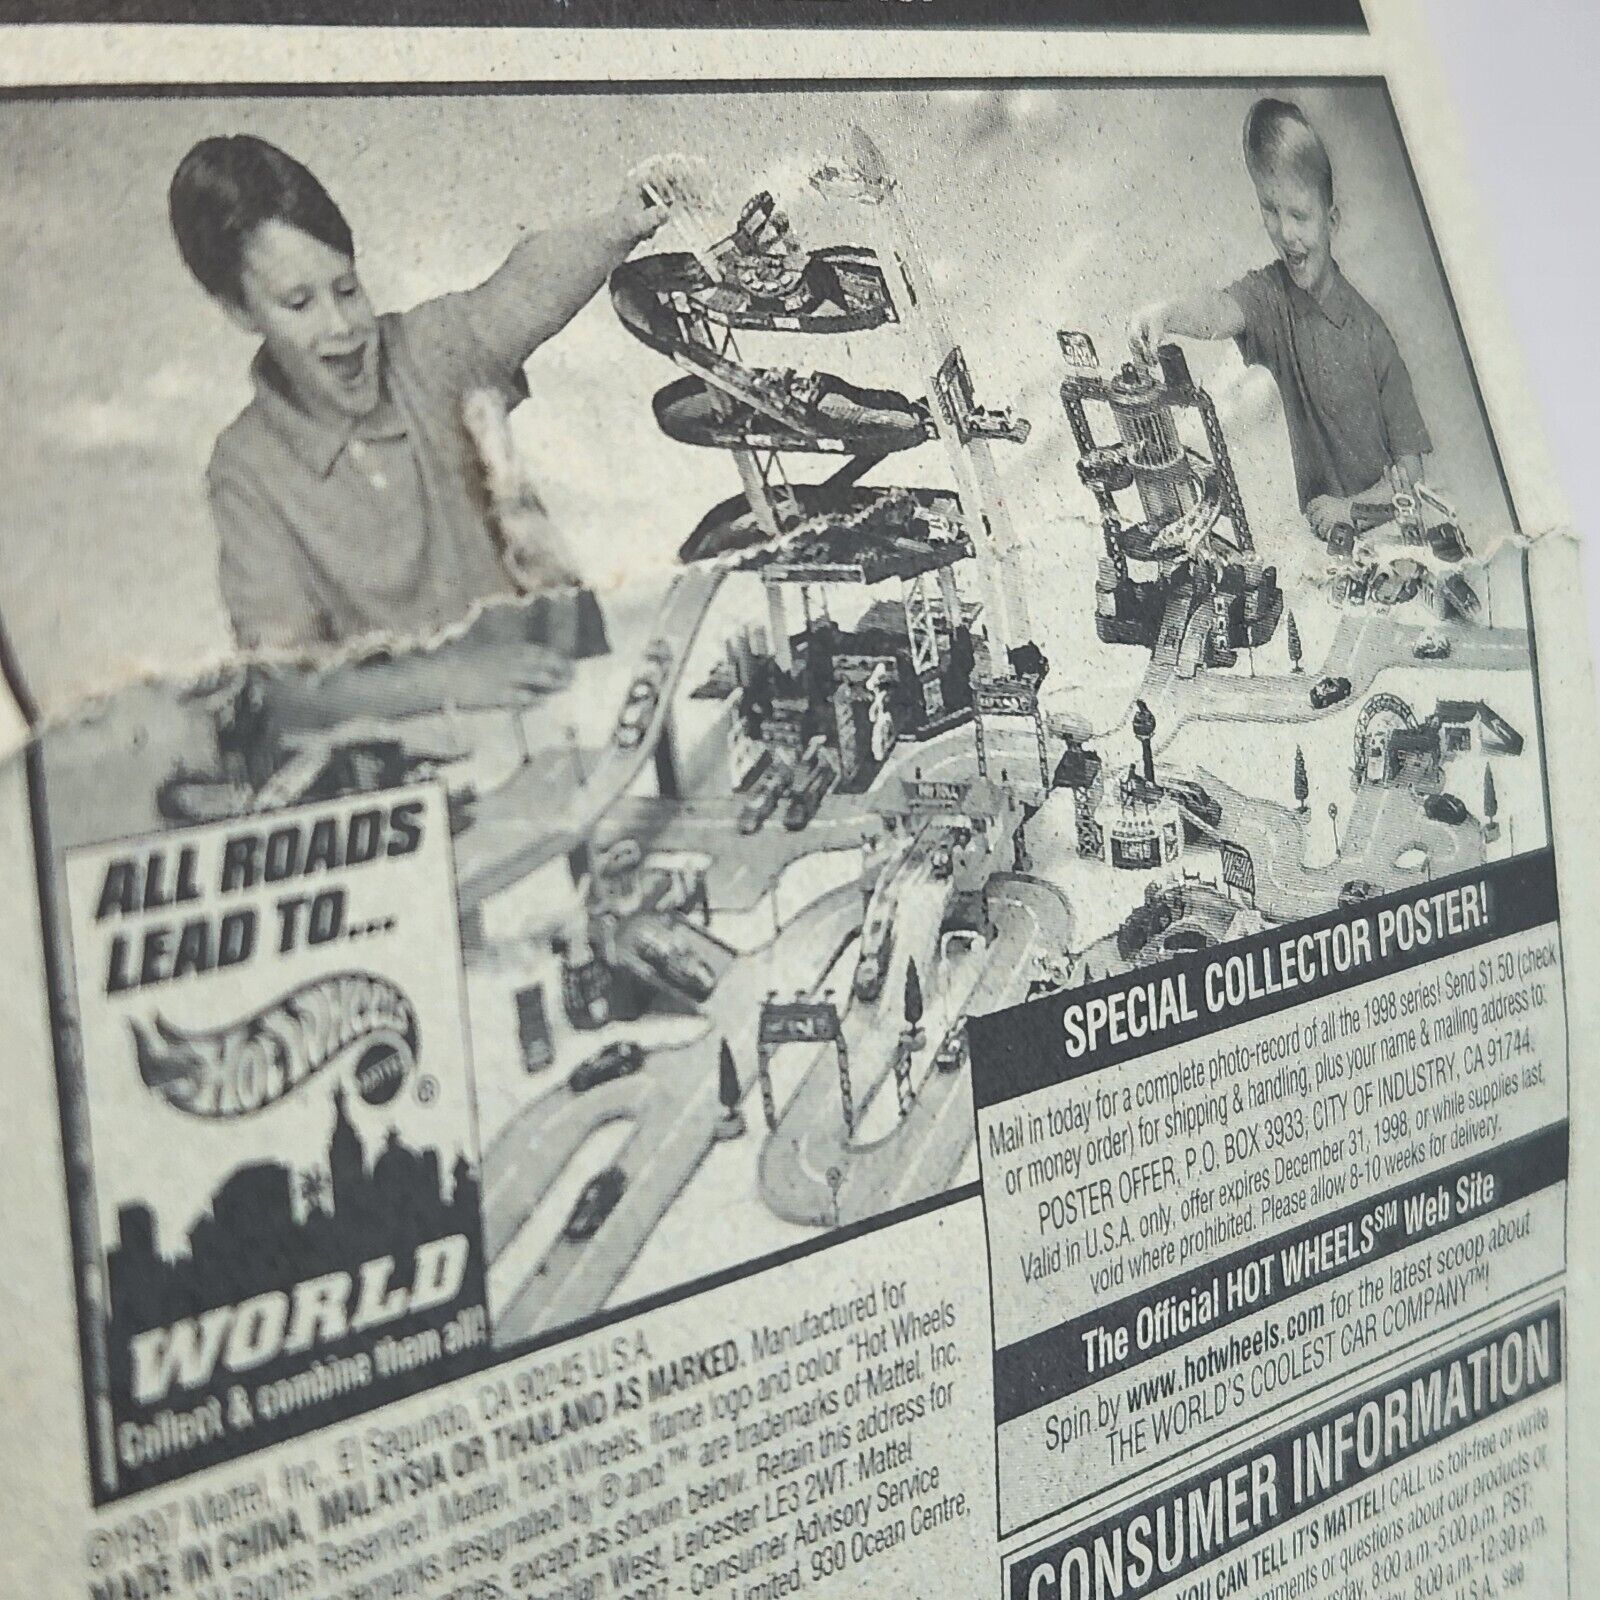 ALL ROADS
LEAD TO...
HOT WHEELS
MATTEL
®
WORLD
Collect & combine them all!
SPECIAL COLLECTOR POSTER!
Mail in today for a complete photo-record of all the 1998 series! Send $1.50 (check
or money order) for shipping & handling, plus your name & mailing address to:
POSTER OFFER, P.O. BOX 3933, CITY OF INDUSTRY, CA 91744.
Valid in U.S.A. only, offer expires December 31, 1998, or while supplies last,
void where prohibited. Please allow 8-10 weeks for delivery.
The Official HOT WHEELS℠ Web Site
Spin by www.hotwheels.com for the latest scoop about
THE WORLD'S COOLEST CAR COMPANY™!
©1997 Mattel, Inc., El Segundo, CA 90245 U.S.A.
MADE IN CHINA, MALAYSIA OR THAILAND AS MARKED. Manufactured for
Rights Reserved. Mattel, Hot Wheels, flame logo and color "Hot Wheels
designated by ® and ™ are trademarks of Mattel, Inc.
except as shown below. Retain this address for
West, Leicester LE3 2WT. Mattel
- Consumer Advisory Service
Limited, 930 Ocean Centre,
CONSUMER INFORMATION
YOU CAN TELL IT'S MATTEL! CALL us toll-free or write
comments or questions about our products or
8:00 a.m.-5:00 p.m. PST;
8:00 a.m.-12:30 p.m.
U.S.A., see